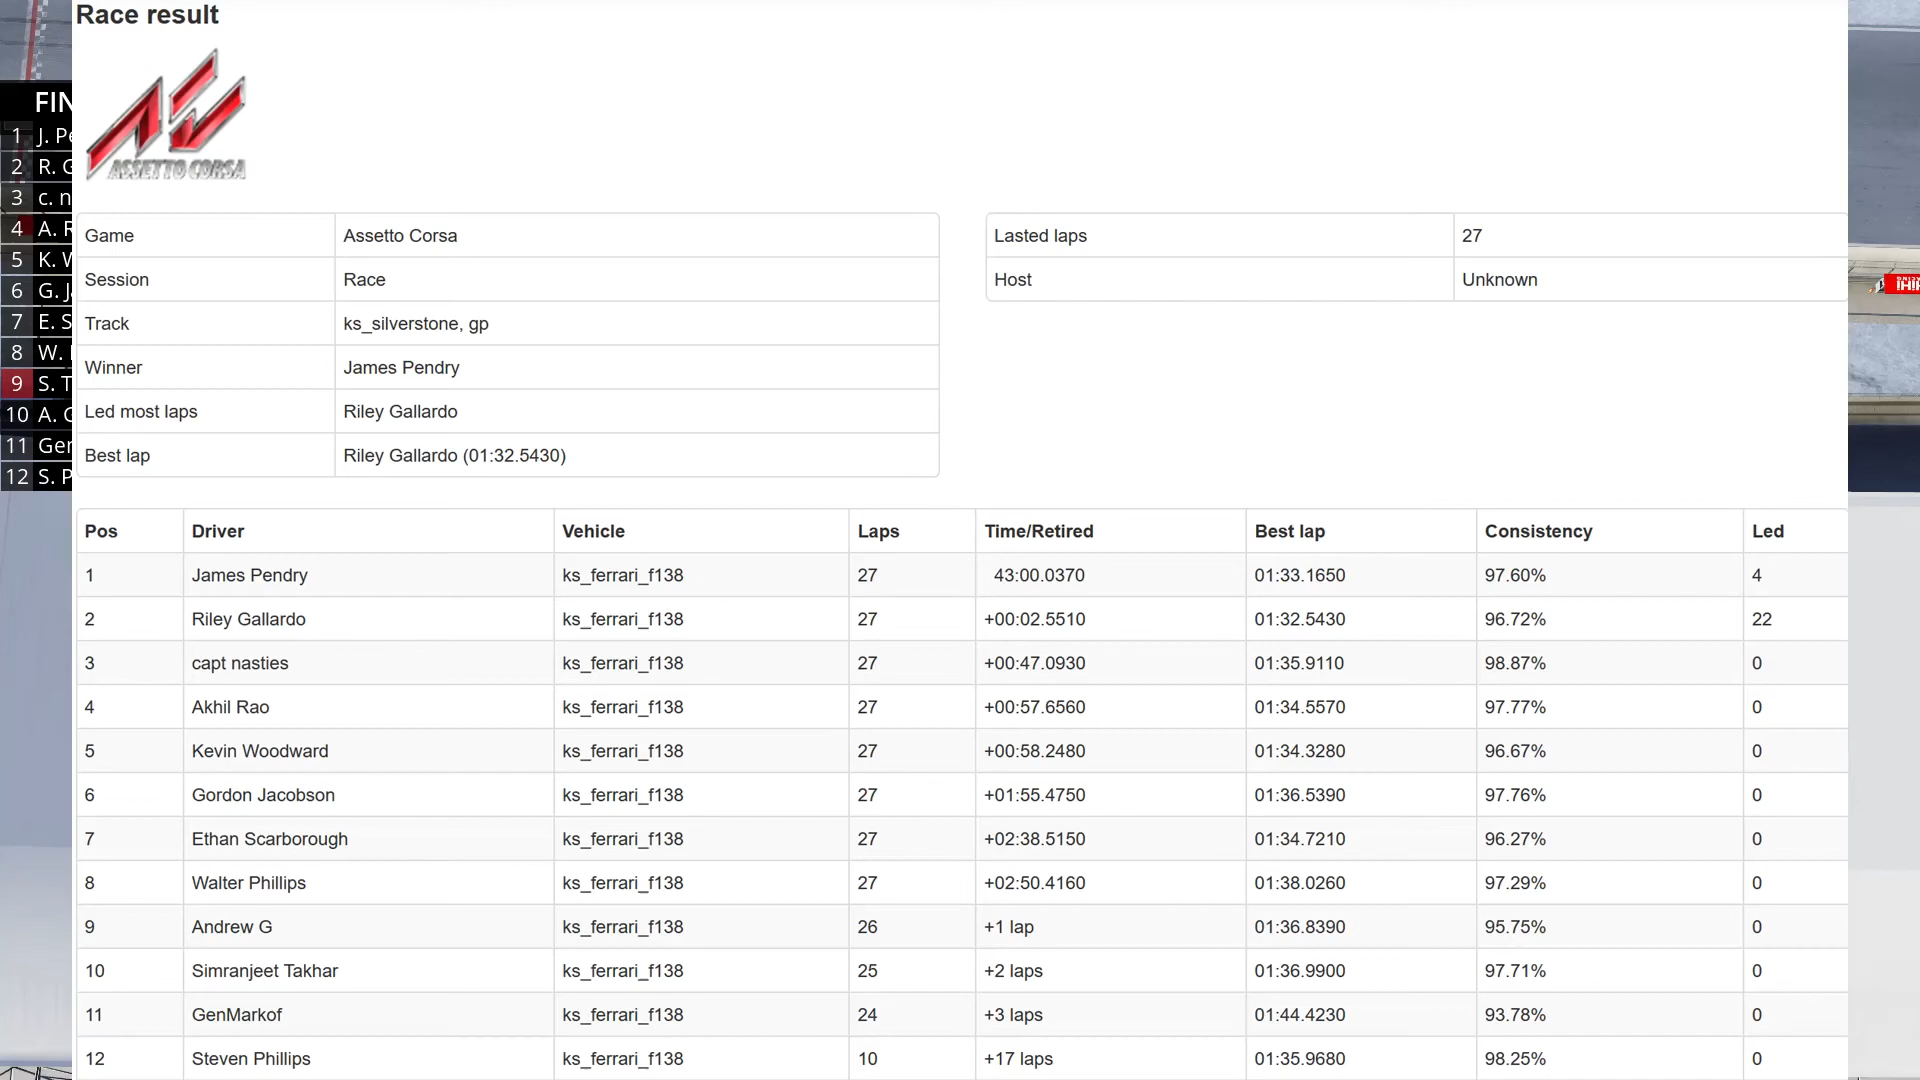 Race result
ASSETTO CORSA
FIN
1 J. Pe
2 R. G
3 c. n
4 A. R
5 K. W
6 G. Ja
7 E. S
8 W.
9 S. T
10 A. G
11 Gen
12 S. P
Game Assetto Corsa
Session Race
Track ks_silverstone, gp
Winner James Pendry
Led most laps Riley Gallardo
Best lap Riley Gallardo (01:32.5430)
Lasted laps 27
Host Unknown
Pos Driver Vehicle Laps Time/Retired Best lap Consistency Led
1 James Pendry ks_ferrari_f138 27 43:00.0370 01:33.1650 97.60% 4
2 Riley Gallardo ks_ferrari_f138 27 +00:02.5510 01:32.5430 96.72% 22
3 capt nasties ks_ferrari_f138 27 +00:47.0930 01:35.9110 98.87% 0
4 Akhil Rao ks_ferrari_f138 27 +00:57.6560 01:34.5570 97.77% 0
5 Kevin Woodward ks_ferrari_f138 27 +00:58.2480 01:34.3280 96.67% 0
6 Gordon Jacobson ks_ferrari_f138 27 +01:55.4750 01:36.5390 97.76% 0
7 Ethan Scarborough ks_ferrari_f138 27 +02:38.5150 01:34.7210 96.27% 0
8 Walter Phillips ks_ferrari_f138 27 +02:50.4160 01:38.0260 97.29% 0
9 Andrew G ks_ferrari_f138 26 +1 lap 01:36.8390 95.75% 0
10 Simranjeet Takhar ks_ferrari_f138 25 +2 laps 01:36.9900 97.71% 0
11 GenMarkof ks_ferrari_f138 24 +3 laps 01:44.4230 93.78% 0
12 Steven Phillips ks_ferrari_f138 10 +17 laps 01:35.9680 98.25% 0